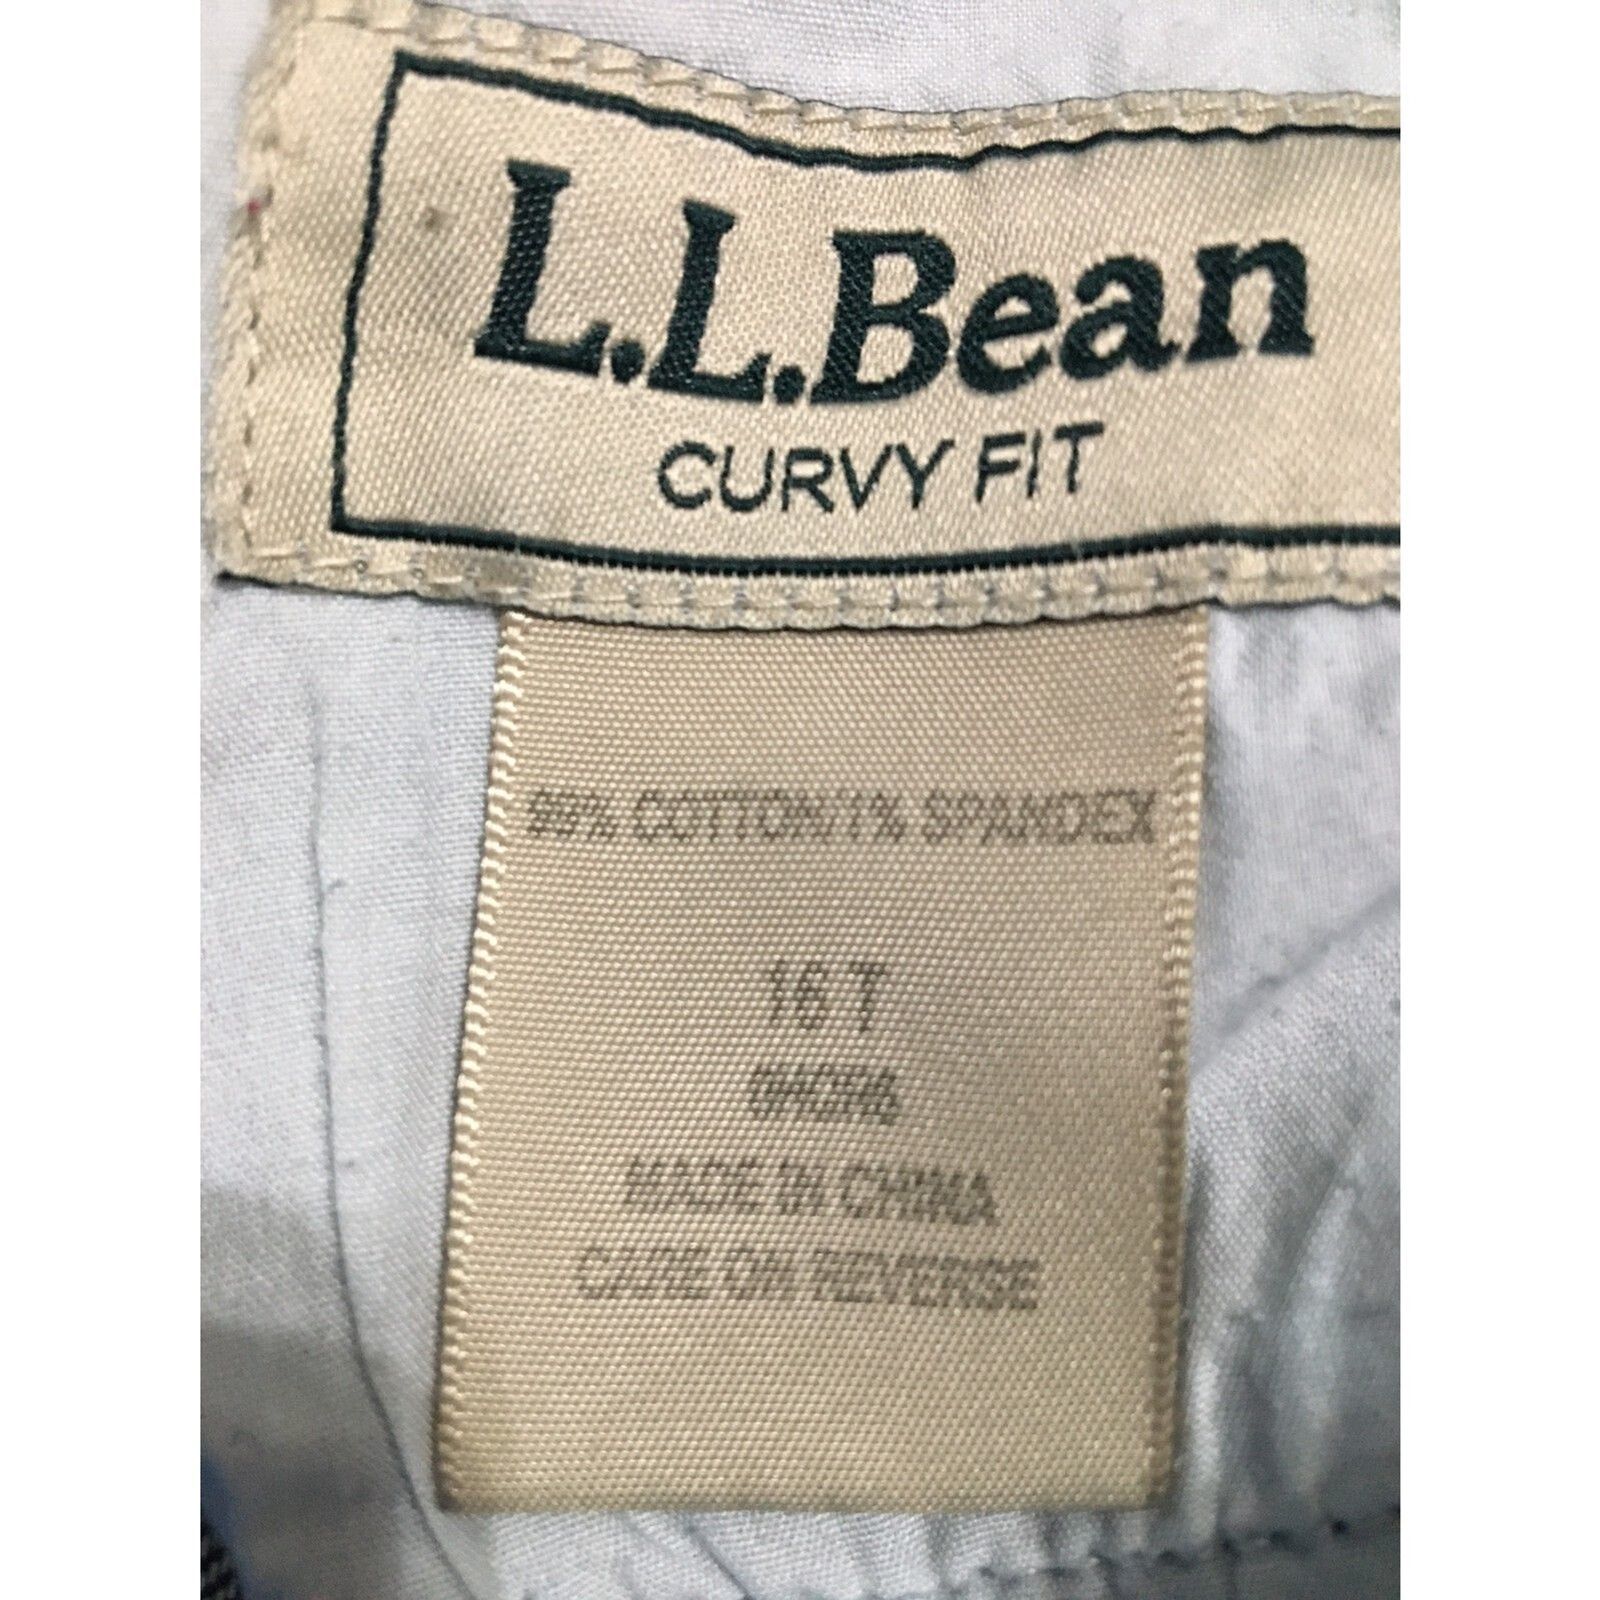 L.L.Bean
CURVY FIT
99% COTTON/1% SPANDEX
16 T
MADE IN CHINA
CARE ON REVERSE